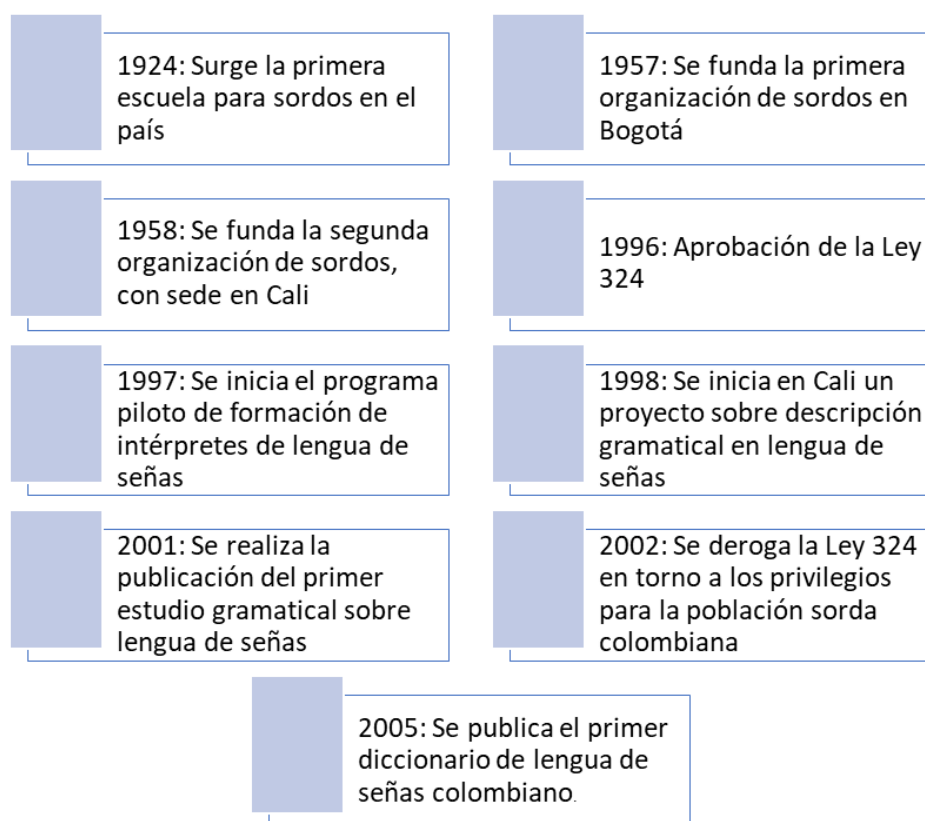 1924: Surge la primera
escuela para sordos en el
país
1957: Se funda la primera
organización de sordos en
Bogotá
1958: Se funda la segunda
organización de sordos,
con sede en Cali
1996: Aprobación de la Ley
324
1997: Se inicia el programa
piloto de formación de
intérpretes de lengua de
señas
1998: Se inicia en Cali un
proyecto sobre descripción
gramatical en lengua de
señas
2001: Se realiza la
publicación del primer
estudio gramatical sobre
lengua de señas
2002: Se deroga la Ley 324
en torno a los privilegios
para la población sorda
colombiana
2005: Se publica el primer
diccionario de lengua de
señas colombiano.